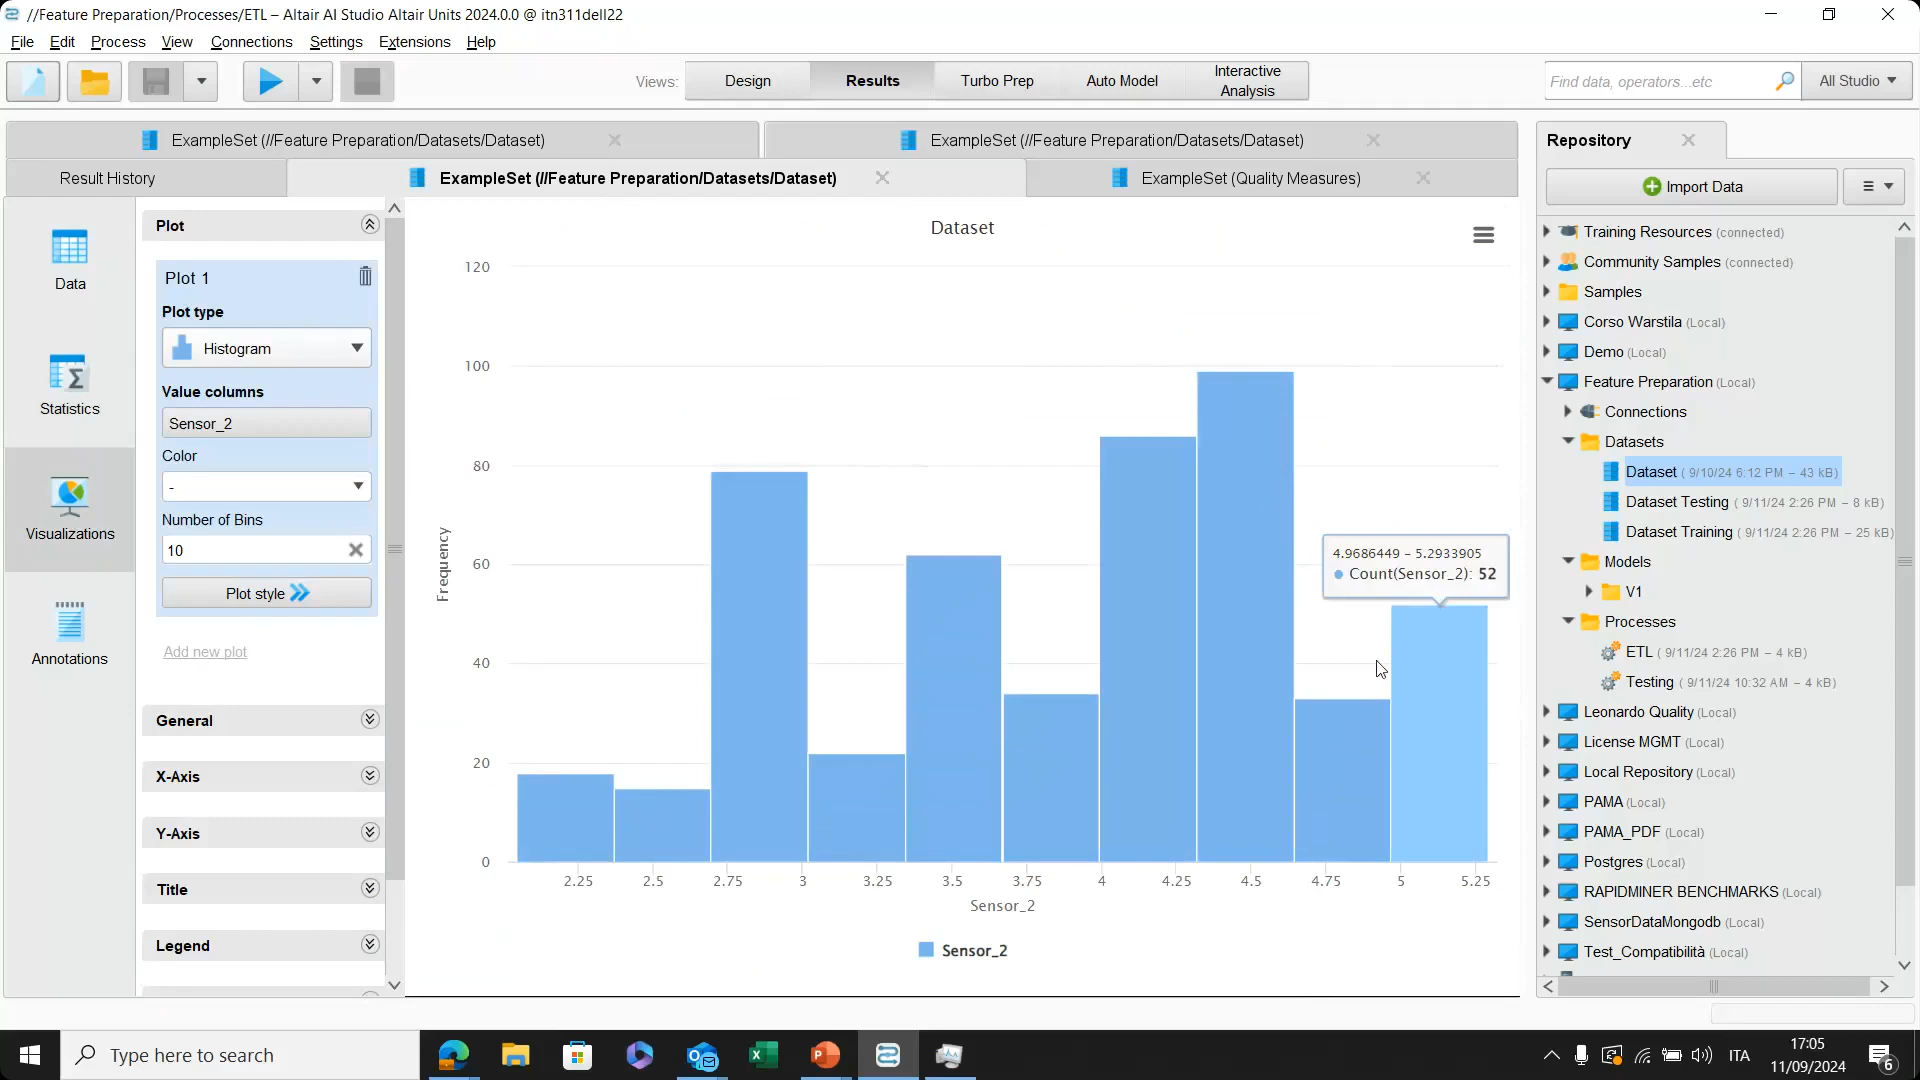 //Feature Preparation/Processes/ETL – Altair AI Studio Altair Units 2024.0.0 @ itn311dell22
File Edit Process View Connections Settings Extensions Help
Views: Design Results Turbo Prep Auto Model Interactive Analysis
Find data, operators...etc
All Studio
ExampleSet (//Feature Preparation/Datasets/Dataset)
ExampleSet (//Feature Preparation/Datasets/Dataset)
Result History
ExampleSet (//Feature Preparation/Datasets/Dataset)
ExampleSet (Quality Measures)
Data
Statistics
Visualizations
Annotations
Plot
Plot 1
Plot type
Histogram
Value columns
Sensor_2
Color
-
Number of Bins
10
Plot style
Add new plot
General
X-Axis
Y-Axis
Title
Legend
Dataset
120
100
80
60
40
20
0
Frequency
4.9686449 – 5.2933905
Count(Sensor_2): 52
2.25 2.5 2.75 3 3.25 3.5 3.75 4 4.25 4.5 4.75 5 5.25
Sensor_2
Sensor_2
Repository
Import Data
Training Resources (connected)
Community Samples (connected)
Samples
Corso Warstila (Local)
Demo (Local)
Feature Preparation (Local)
Connections
Datasets
Dataset ( 9/10/24 6:12 PM – 43 kB)
Dataset Testing ( 9/11/24 2:26 PM – 8 kB)
Dataset Training ( 9/11/24 2:26 PM – 25 kB)
Models
V1
Processes
ETL ( 9/11/24 2:26 PM – 4 kB)
Testing ( 9/11/24 10:32 AM – 4 kB)
Leonardo Quality (Local)
License MGMT (Local)
Local Repository (Local)
PAMA (Local)
PAMA_PDF (Local)
Postgres (Local)
RAPIDMINER BENCHMARKS (Local)
SensorDataMongodb (Local)
Test_Compatibilità (Local)
Type here to search
ITA
17:05
11/09/2024
6